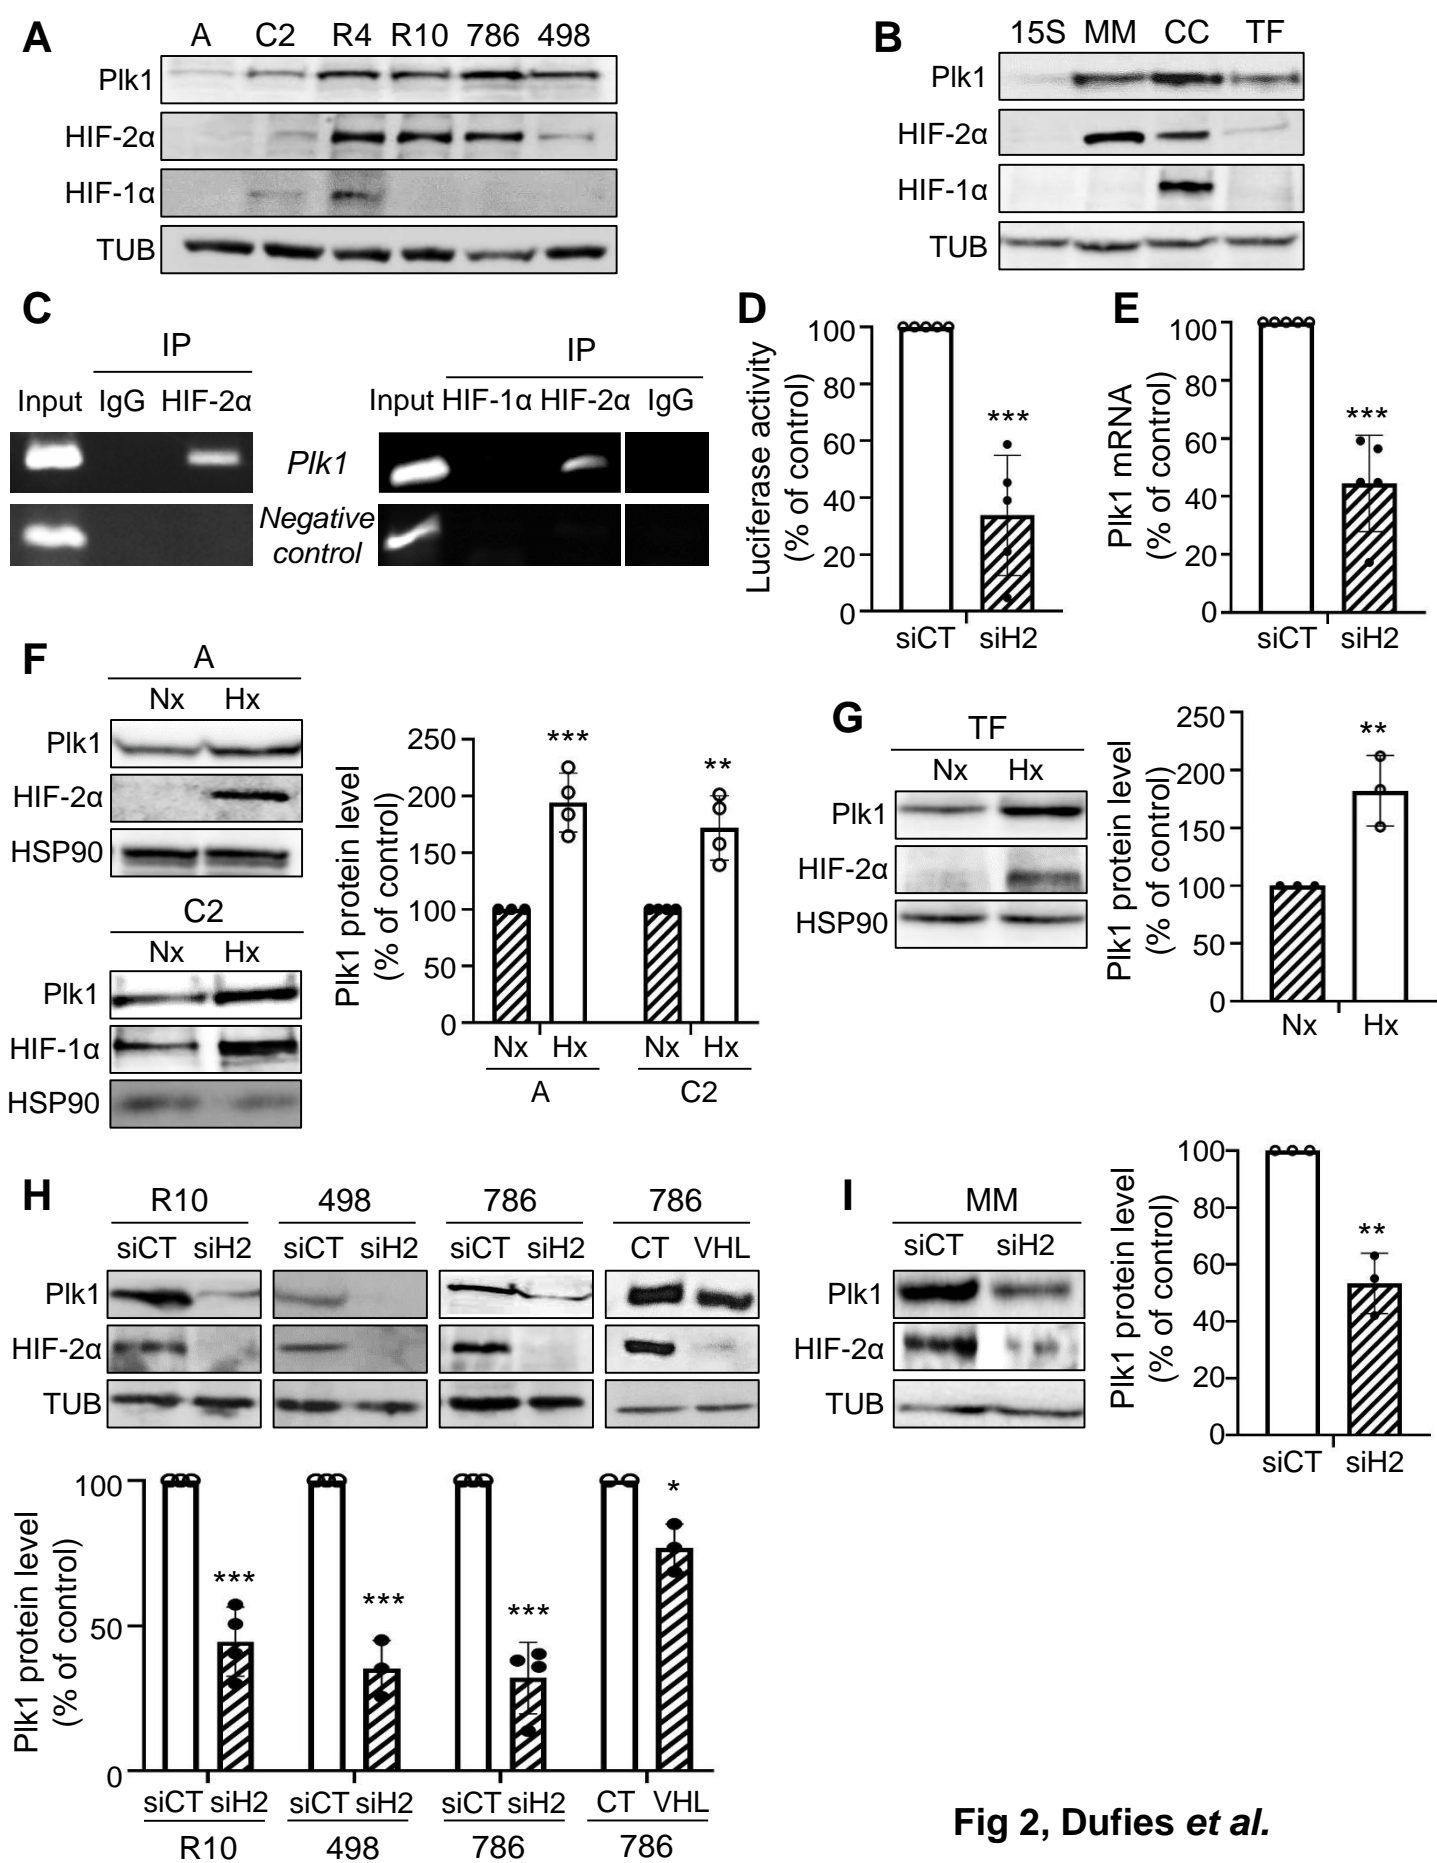 A
A C2 R4 R10 786 498
Plk1
HIF-2α
HIF-1α
TUB
B
15S MM CC TF
Plk1
HIF-2α
HIF-1α
TUB
C
IP
Input IgG HIF-2α
IP
Input HIF-1α HIF-2α IgG
Plk1
Negative
control
D
Luciferase activity
(% of control)
100
80
60
40
20
0
***
siCT siH2
E
Plk1 mRNA
(% of control)
100
80
60
40
20
0
***
siCT siH2
F
A
Nx Hx
Plk1
HIF-2α
HSP90
C2
Nx Hx
Plk1
HIF-1α
HSP90
Plk1 protein level
(% of control)
250
200
150
100
50
0
***
**
Nx Hx Nx Hx
A C2
G
TF
Nx Hx
Plk1
HIF-2α
HSP90
Plk1 protein level
(% of control)
250
200
150
100
50
0
**
Nx Hx
H
R10 498 786 786
siCT siH2 siCT siH2 siCT siH2 CT VHL
Plk1
HIF-2α
TUB
Plk1 protein level
(% of control)
100
50
0
***
***
***
*
siCT siH2 siCT siH2 siCT siH2 CT VHL
R10 498 786 786
I
MM
siCT siH2
Plk1
HIF-2α
TUB
Plk1 protein level
(% of control)
100
80
60
40
20
0
**
siCT siH2
Fig 2, Dufies et al.